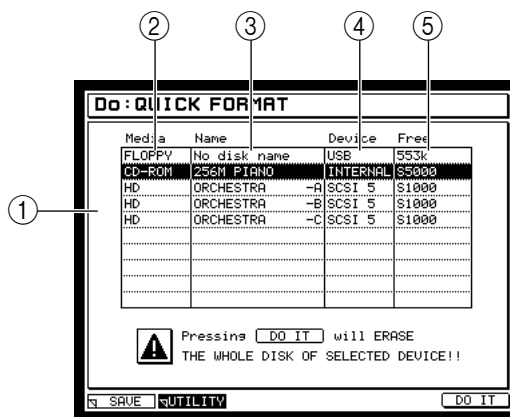 ② ③ ④ ⑤
Do:QUICK FORMAT
Media Name Device Free
FLOPPY No disk name USB 553k
CD-ROM 256M PIANO INTERNAL S5000
HD ORCHESTRA -A SCSI 5 S1000
①
HD ORCHESTRA -B SCSI 5 S1000
HD ORCHESTRA -C SCSI 5 S1000
Pressing DO IT will ERASE
THE WHOLE DISK OF SELECTED DEVICE!!
SAVE UTILITY DO IT